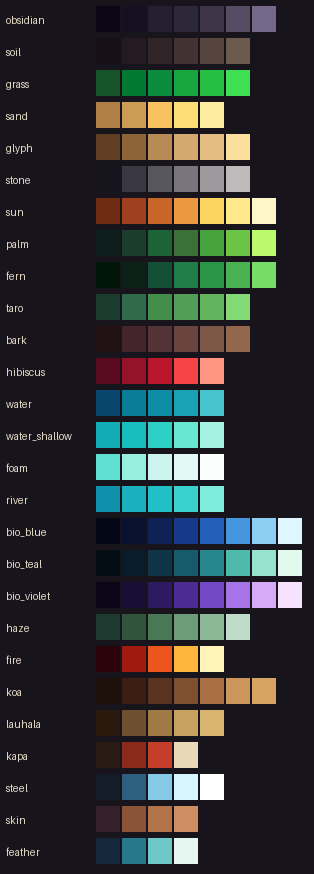 obsidian
soil
grass
sand
glyph
stone
sun
palm
fern
taro
bark
hibiscus
water
water_shallow
foam
river
bio_blue
bio_teal
bio_violet
haze
fire
koa
lauhala
kapa
steel
skin
feather